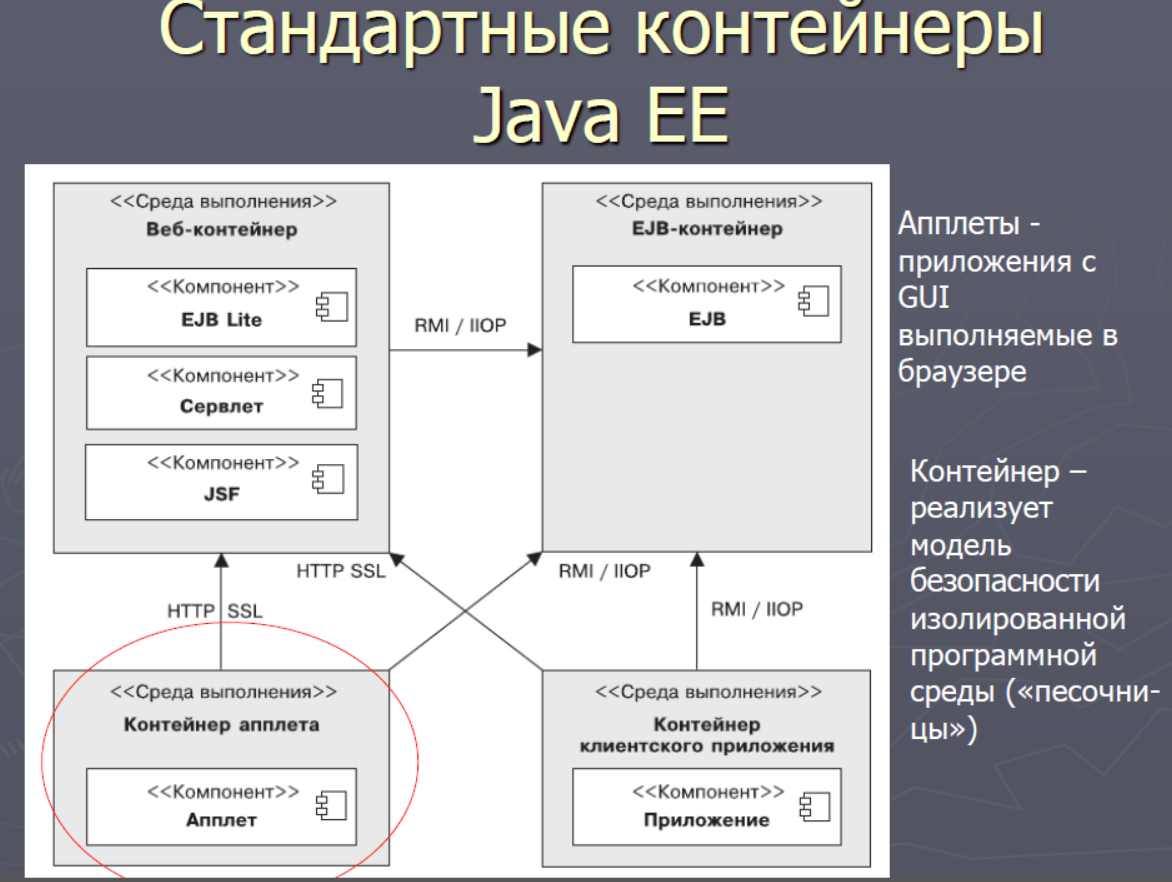 Стандартные контейнеры
Java EE
<<Среда выполнения>>
Веб-контейнер
<<Компонент>>
EJB Lite
<<Компонент>>
Сервлет
<<Компонент>>
JSF
RMI / IIOP
<<Среда выполнения>>
EJB-контейнер
<<Компонент>>
EJB
HTTP SSL
HTTP SSL
RMI / IIOP
RMI / IIOP
<<Среда выполнения>>
Контейнер апплета
<<Компонент>>
Апплет
<<Среда выполнения>>
Контейнер
клиентского приложения
<<Компонент>>
Приложение
Апплеты -
приложения с
GUI
выполняемые в
браузере
Контейнер –
реализует
модель
безопасности
изолированной
программной
среды («песочни-
цы»)